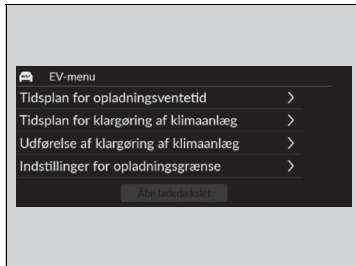 EV-menu
Tidsplan for opladningsventetid
Tidsplan for klargøring af klimaanlæg
Udførelse af klargøring af klimaanlæg
Indstillinger for opladningsgrænse
Åbn ladedækslet